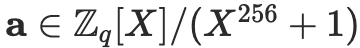 𝐚 ∈ ℤ_q[X]/(X^{256} + 1)